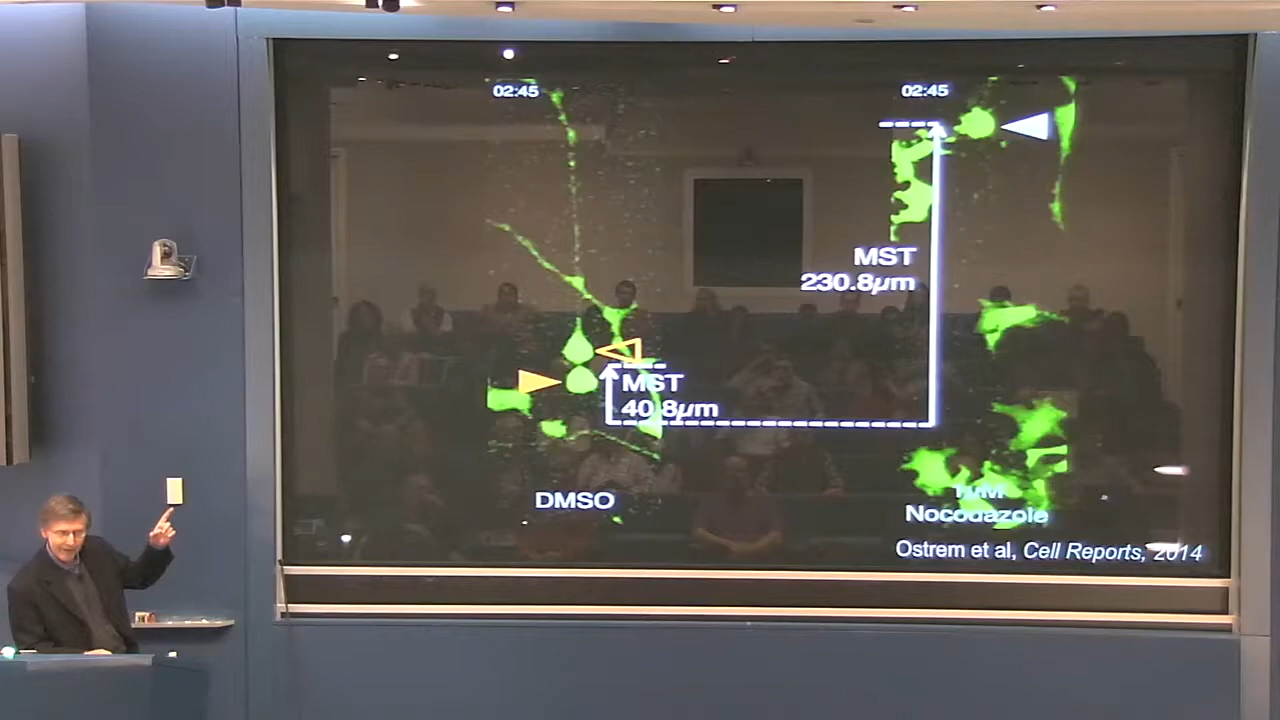 02:45
02:45
MST
230.8μm
MST
40.8μm
DMSO
Nocodazole
Ostrem et al, Cell Reports, 2014